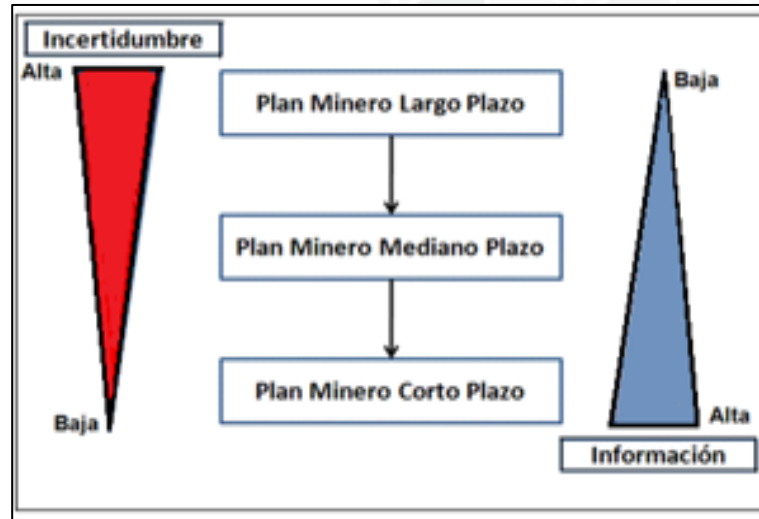 Incertidumbre
Alta
Baja
Plan Minero Largo Plazo
Plan Minero Mediano Plazo
Plan Minero Corto Plazo
Baja
Alta
Información